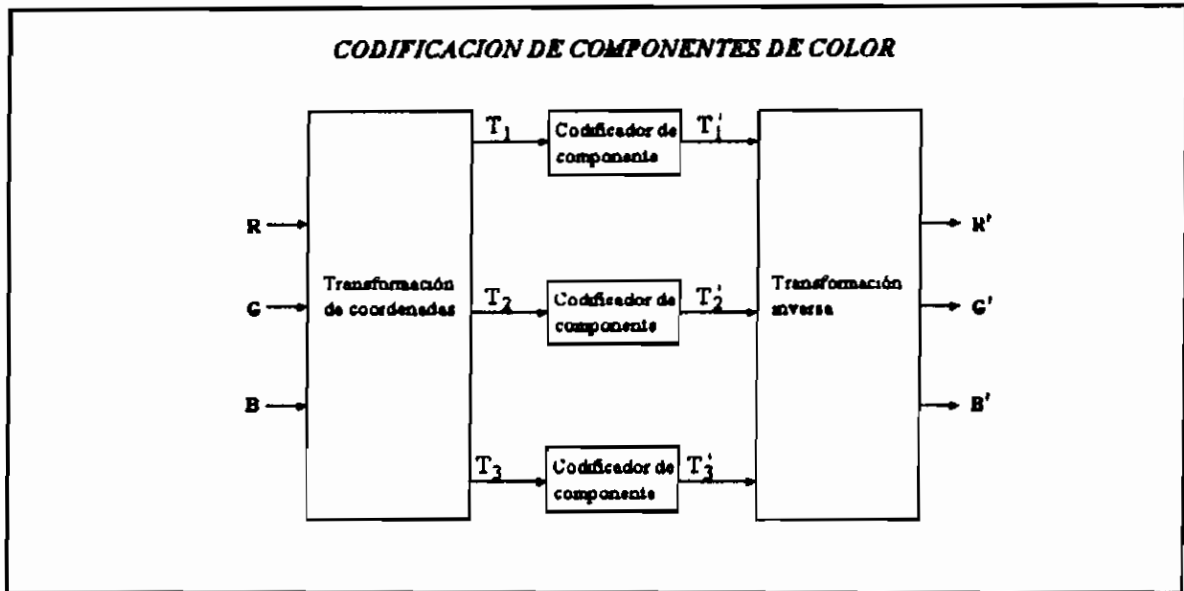 CODIFICACION DE COMPONENTES DE COLOR
T1
Codificador de
componente
T1'
R
G
B
Transformación
de coordenadas
T2
Codificador de
componente
T2'
Transformación
inversa
R'
G'
B'
T3
Codificador de
componente
T3'